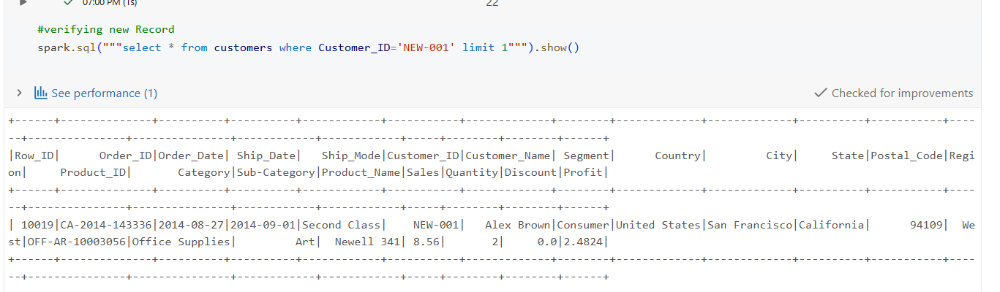 07:00 PM (1s)
22
#verifying new Record
spark.sql("""select * from customers where Customer_ID='NEW-001' limit 1""").show()
See performance (1)
Checked for improvements
+------+--------------+----------+----------+------------+-----------+-------------+--------+-------------+-------------+----------+-----------+----
--+---------------+---------------+------------+------------+-----+--------+--------+------+
|Row_ID|      Order_ID|Order_Date| Ship_Date|   Ship_Mode|Customer_ID|Customer_Name| Segment|      Country|         City|     State|Postal_Code|Regi
on|     Product_ID|       Category|Sub-Category|Product_Name|Sales|Quantity|Discount|Profit|
+------+--------------+----------+----------+------------+-----------+-------------+--------+-------------+-------------+----------+-----------+----
--+---------------+---------------+------------+------------+-----+--------+--------+------+
| 10019|CA-2014-143336|2014-08-27|2014-09-01|Second Class|    NEW-001|   Alex Brown|Consumer|United States|San Francisco|California|      94109|  We
st|OFF-AR-10003056|Office Supplies|         Art|  Newell 341| 8.56|       2|     0.0|2.4824|
+------+--------------+----------+----------+------------+-----------+-------------+--------+-------------+-------------+----------+-----------+----
--+---------------+---------------+------------+------------+-----+--------+--------+------+